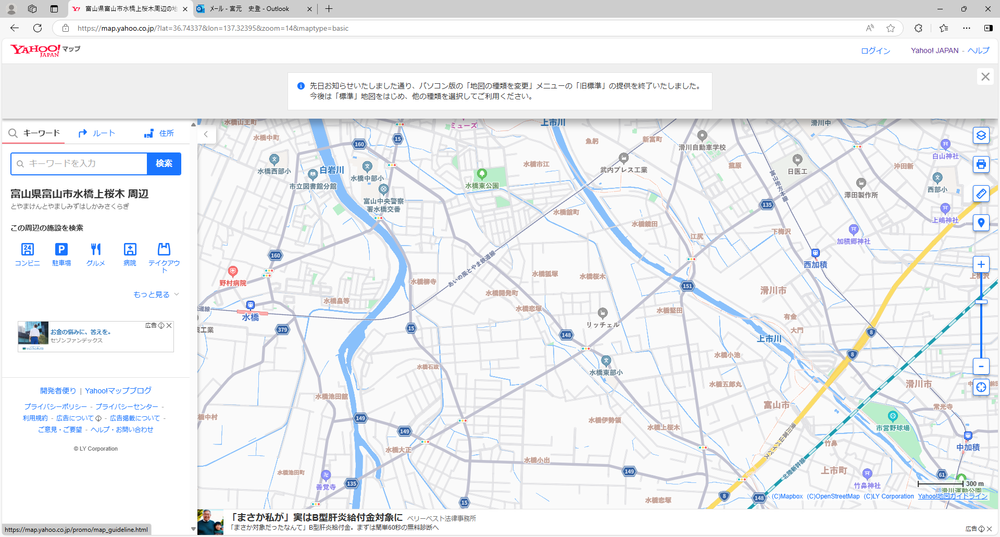 富山県富山市水橋上桜木周辺の地
メール - 宮元　史登 - Outlook
https://map.yahoo.co.jp/?lat=36.74337&lon=137.32395&zoom=14&maptype=basic
YAHOO! JAPAN マップ
ログイン
Yahoo! JAPAN - ヘルプ
先日お知らせいたしました通り、パソコン版の「地図の種類を変更」メニューの「旧標準」の提供を終了いたしました。
今後は「標準」地図をはじめ、他の種類を選択してご利用ください。
キーワード
ルート
住所
キーワードを入力
検索
富山県富山市水橋上桜木 周辺
とやまけんとやましみずはしかみさくらぎ
この周辺の施設を検索
コンビニ
駐車場
グルメ
病院
テイクアウ
ト
24
P
もっと見る
広告
お金の悩みに、答えを。
セゾンファンデックス
開発者便り | Yahoo!マップブログ
プライバシーポリシー - プライバシーセンター -
利用規約 - 広告について - 広告掲載について -
ご意見・ご要望 - ヘルプ・お問い合わせ
© LY Corporation
https://map.yahoo.co.jp/promo/map_guideline.html
水橋山王町
ミューズ
上市川
滑川中
水橋中町
160
15
魚躬
新富町
滑川自動車学校
白山神社
水橋西部小
白岩川
水橋中部小
水橋市江
武内プレス工業
日医工
菰原
沖田新
市立図書館分館
水橋東公園
富山地方本線
西部小
澤田製作所
富山中央警察
署水橋交番
135
水橋舘町
水橋鏡田
上嶋神社
下梅沢
江尻
加積郷神社
160
あいの風とやま鉄道線
西加積
水橋狐塚
水橋桜木
上梅沢
野村病院
水橋柳寺
151
滑川市
水橋開発町
水橋畠等
水橋恋塚
水橋堅田
道線
水橋
リッチェル
有金
379
15
148
大門
8
薬工業
上市川
水橋小池
8
水橋石政
水橋東部小
水橋五郎丸
滑川市
水橋池田館
富山市
常光寺
水橋中村
149
水橋伊勢領
市営野球場
149
水橋上桜木
滑川富山バイパス
竹鼻
中加積
水橋大正
水橋小出
北陸新幹線
水橋池田町
149
上市町
61
善覚寺
135
竹鼻神社
300 m
滑川運動公園
15
水橋恋塚
8
148
(C)Mapbox (C)OpenStreetMap (C)LY Corporation Yahoo!地図ガイドライン
「まさか私が」実はB型肝炎給付金対象に ベリーベスト法律事務所
「まさか対象だったなんて」B型肝炎給付金。まずは簡単60秒の無料診断へ
広告